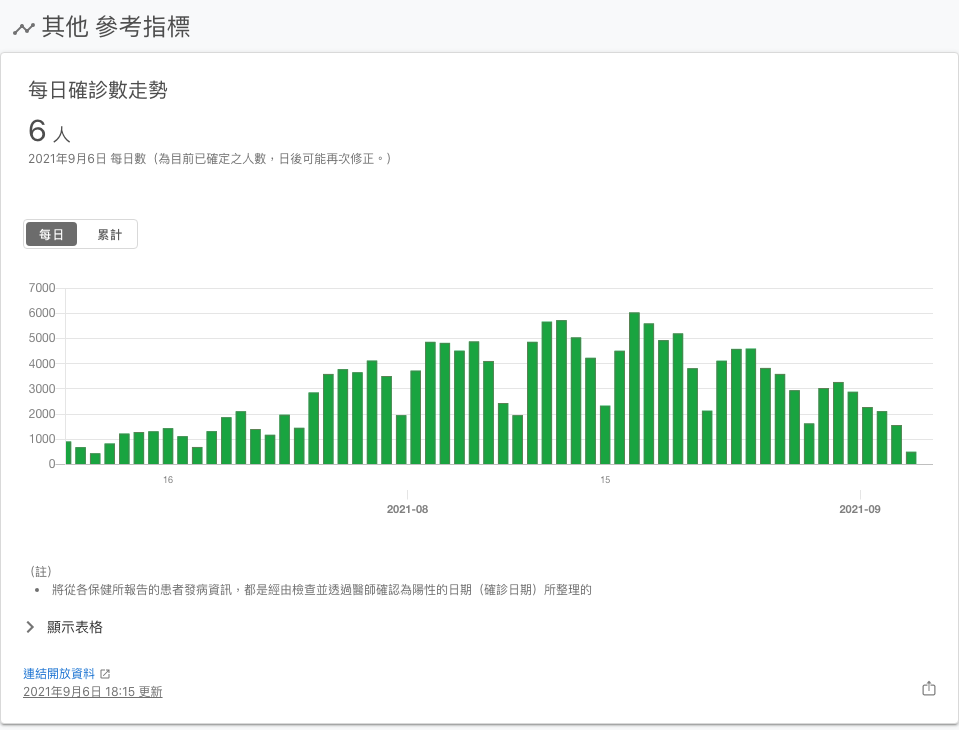 其他 參考指標
每日確診數走勢
6 人
2021年9月6日 每日數（為目前已確定之人數，日後可能再次修正。）
每日 累計
7000
6000
5000
4000
3000
2000
1000
0
16 15
2021-08 2021-09
（註）
• 將從各保健所報告的患者發病資訊，都是經由檢查並透過醫師確認為陽性的日期（確診日期）所整理的
顯示表格
連結開放資料
2021年9月6日 18:15 更新